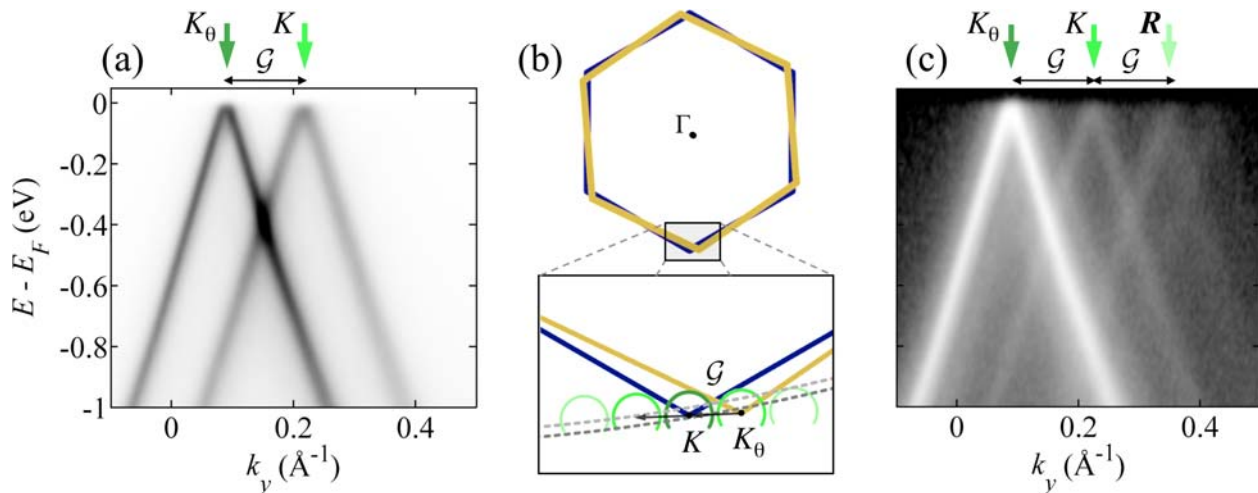 K_θ K
(a)
𝒢
0
-0.2
-0.4
-0.6
-0.8
-1
E - E_F (eV)
0 0.2 0.4
k_y (Å⁻¹)
(b)
Γ
𝒢
K K_θ
K_θ K R
(c)
𝒢 𝒢
0 0.2 0.4
k_y (Å⁻¹)